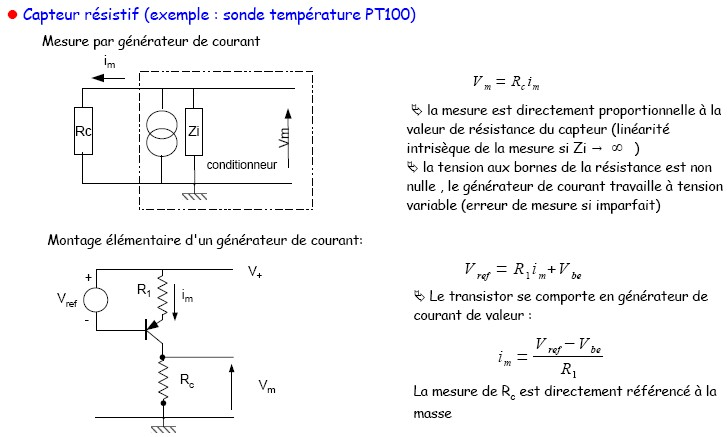 Capteur résistif (exemple : sonde température PT100)
Mesure par générateur de courant
im
Rc
Zi
Vm
conditionneur
Vm = Rc im
la mesure est directement proportionnelle à la
valeur de résistance du capteur (linéarité
intrisèque de la mesure si Zi → ∞ )
la tension aux bornes de la résistance est non
nulle , le générateur de courant travaille à tension
variable (erreur de mesure si imparfait)
Montage élémentaire d'un générateur de courant:
+
Vref
-
R1
im
V+
Rc
Vm
Vref = R1 im + Vbe
Le transistor se comporte en générateur de
courant de valeur :
im = (Vref − Vbe) / R1
La mesure de Rc est directement référencé à la
masse